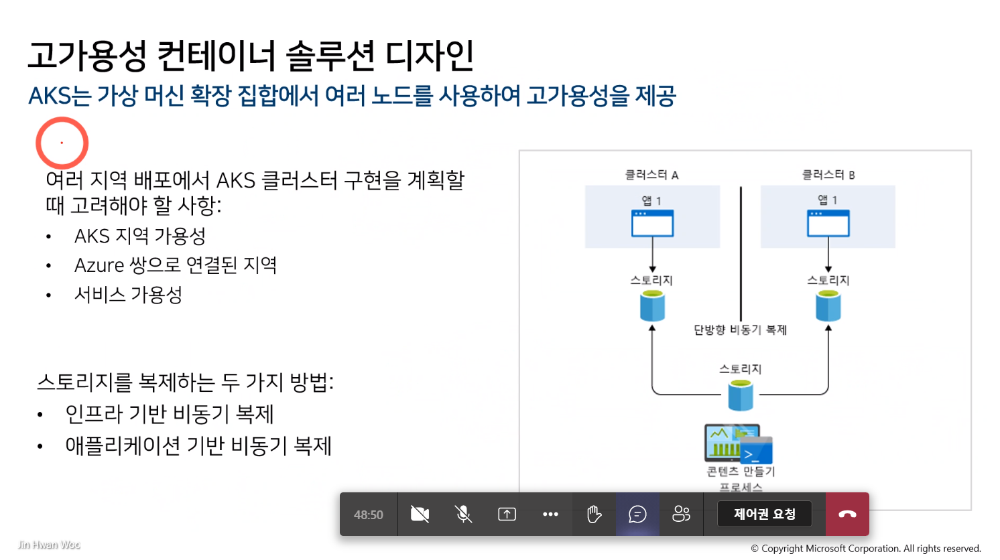 고가용성 컨테이너 솔루션 디자인
AKS는 가상 머신 확장 집합에서 여러 노드를 사용하여 고가용성을 제공
여러 지역 배포에서 AKS 클러스터 구현을 계획할
때 고려해야 할 사항:
• AKS 지역 가용성
• Azure 쌍으로 연결된 지역
• 서비스 가용성
스토리지를 복제하는 두 가지 방법:
• 인프라 기반 비동기 복제
• 애플리케이션 기반 비동기 복제
클러스터 A
클러스터 B
앱 1
앱 1
스토리지
스토리지
단방향 비동기 복제
스토리지
콘텐츠 만들기
프로세스
48:50
제어권 요청
Jin Hwan Woo
© Copyright Microsoft Corporation. All rights reserved.